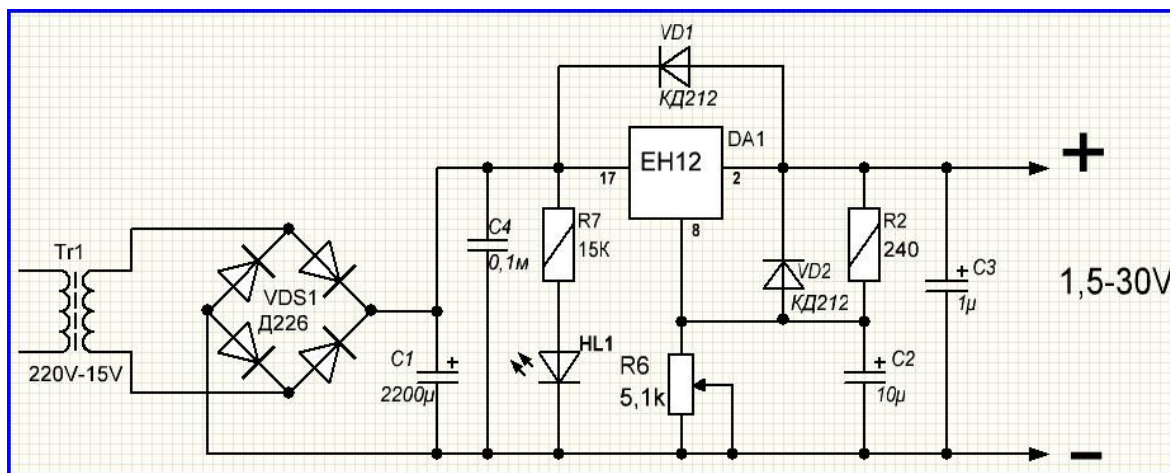 VD1
КД212
DA1
EH12
17
2
8
+
Tr1
220V-15V
VDS1
Д226
C4
0,1м
R7
15К
VD2
КД212
R2
240
+
C3
1µ
1,5-30V
C1
+
2200µ
HL1
R6
5,1k
+
C2
10µ
−